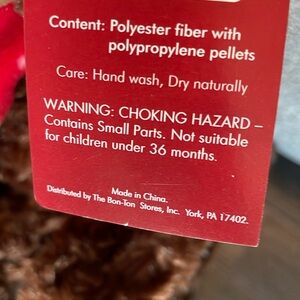 Content: Polyester fiber with
polypropylene pellets
Care: Hand wash, Dry naturally
WARNING: CHOKING HAZARD –
Contains Small Parts. Not suitable
for children under 36 months.
Made in China.
Distributed by The Bon-Ton Stores, Inc. York, PA 17402.